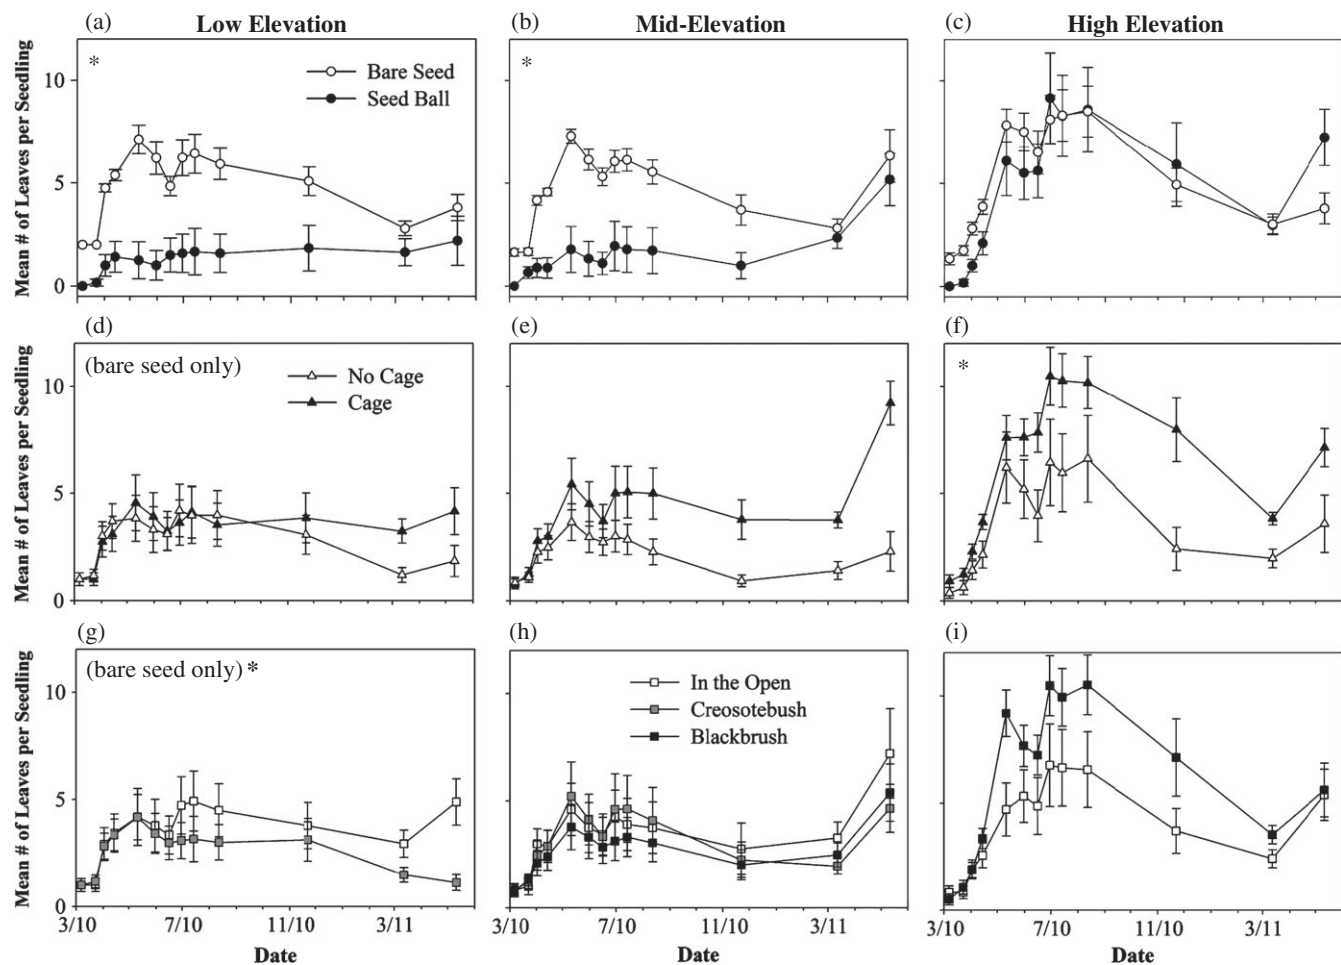 (a) Low Elevation (b) Mid-Elevation (c) High Elevation
Mean # of Leaves per Seedling
10
5
0
*
Bare Seed
Seed Ball
*
(d) (e) (f)
Mean # of Leaves per Seedling
10
5
0
(bare seed only)
No Cage
Cage
*
(g) (h) (i)
Mean # of Leaves per Seedling
10
5
0
(bare seed only) *
In the Open
Creosotebush
Blackbrush
3/10 7/10 11/10 3/11 3/10 7/10 11/10 3/11 3/10 7/10 11/10 3/11
Date Date Date